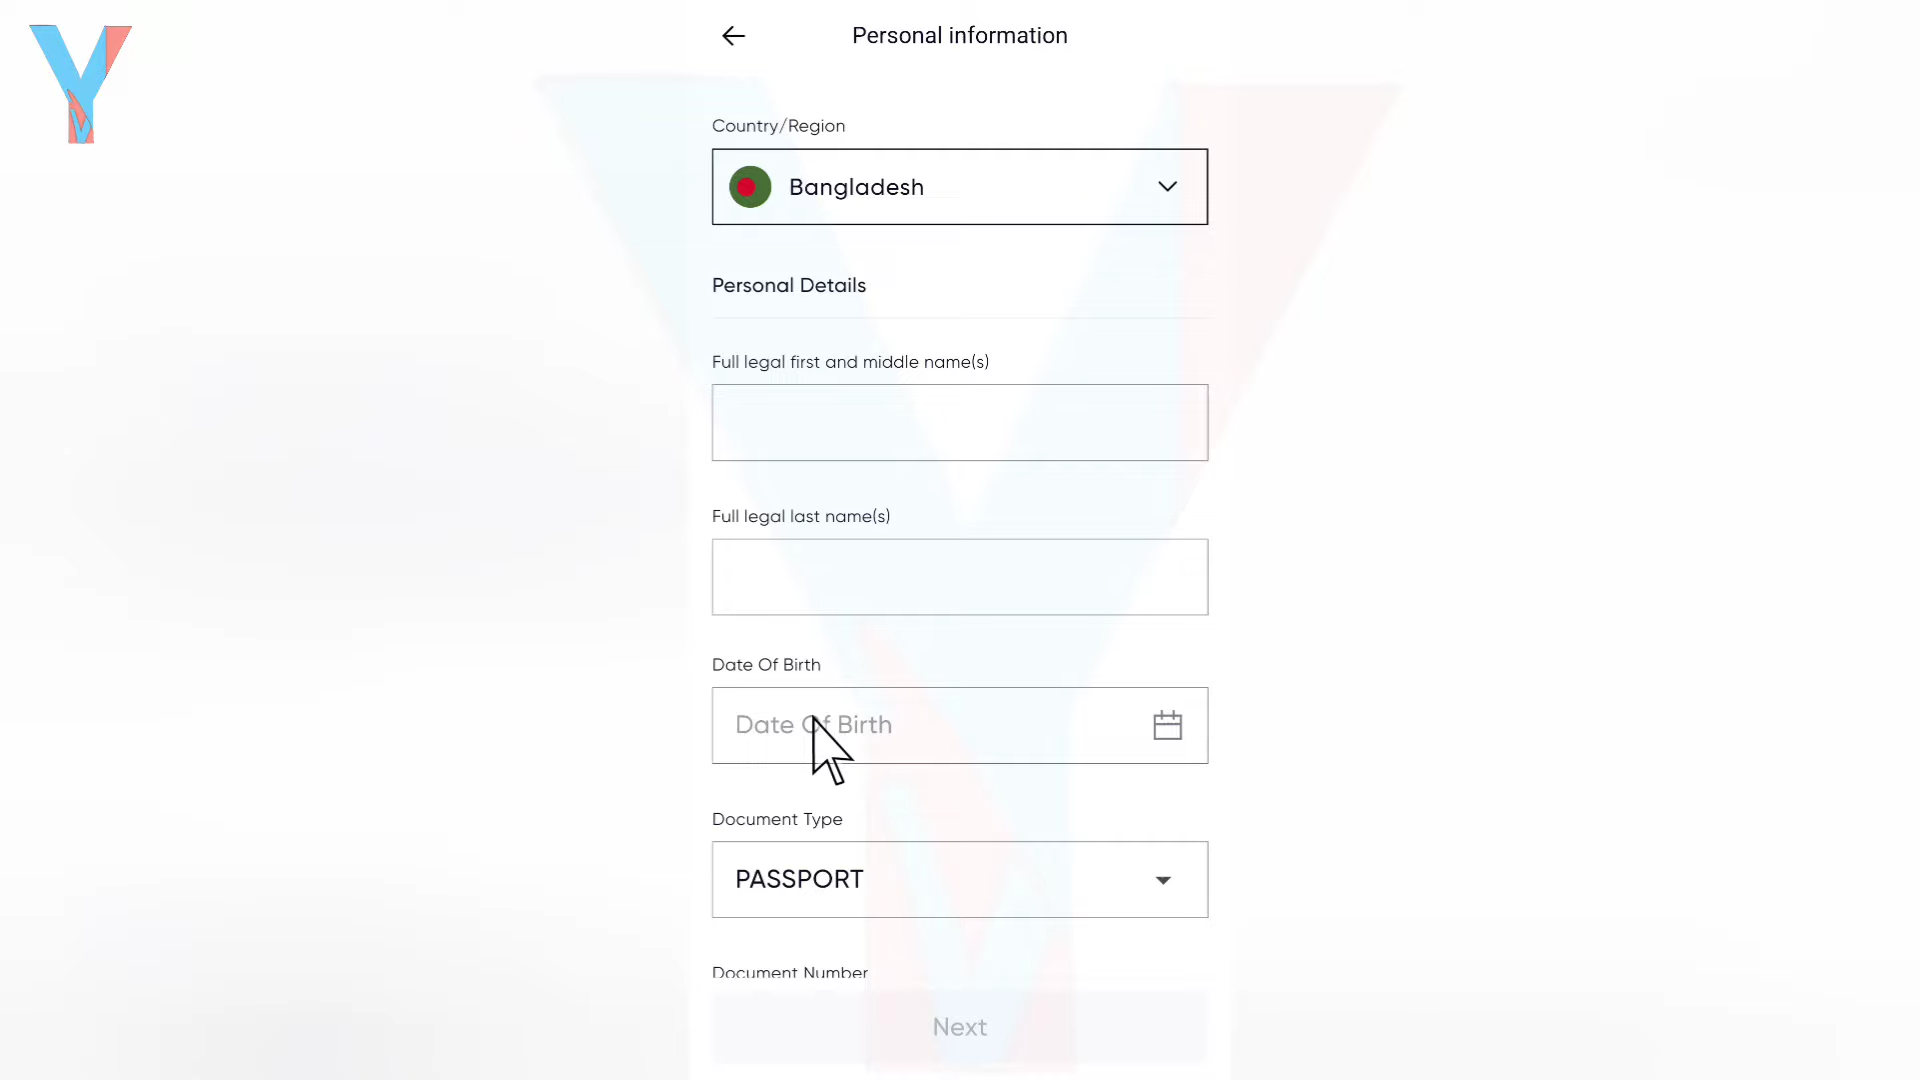 Personal information
Country/Region
Bangladesh
Personal Details
Full legal first and middle name(s)
Full legal last name(s)
Date Of Birth
Date Of Birth
Document Type
PASSPORT
Document Number
Next